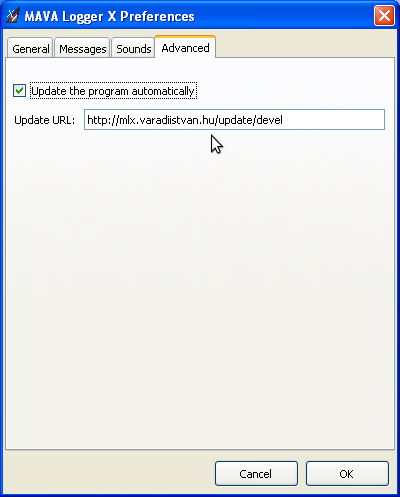 MAVA Logger X Preferences
General Messages Sounds Advanced
Update the program automatically
Update URL: http://mlx.varadiistvan.hu/update/devel
Cancel OK